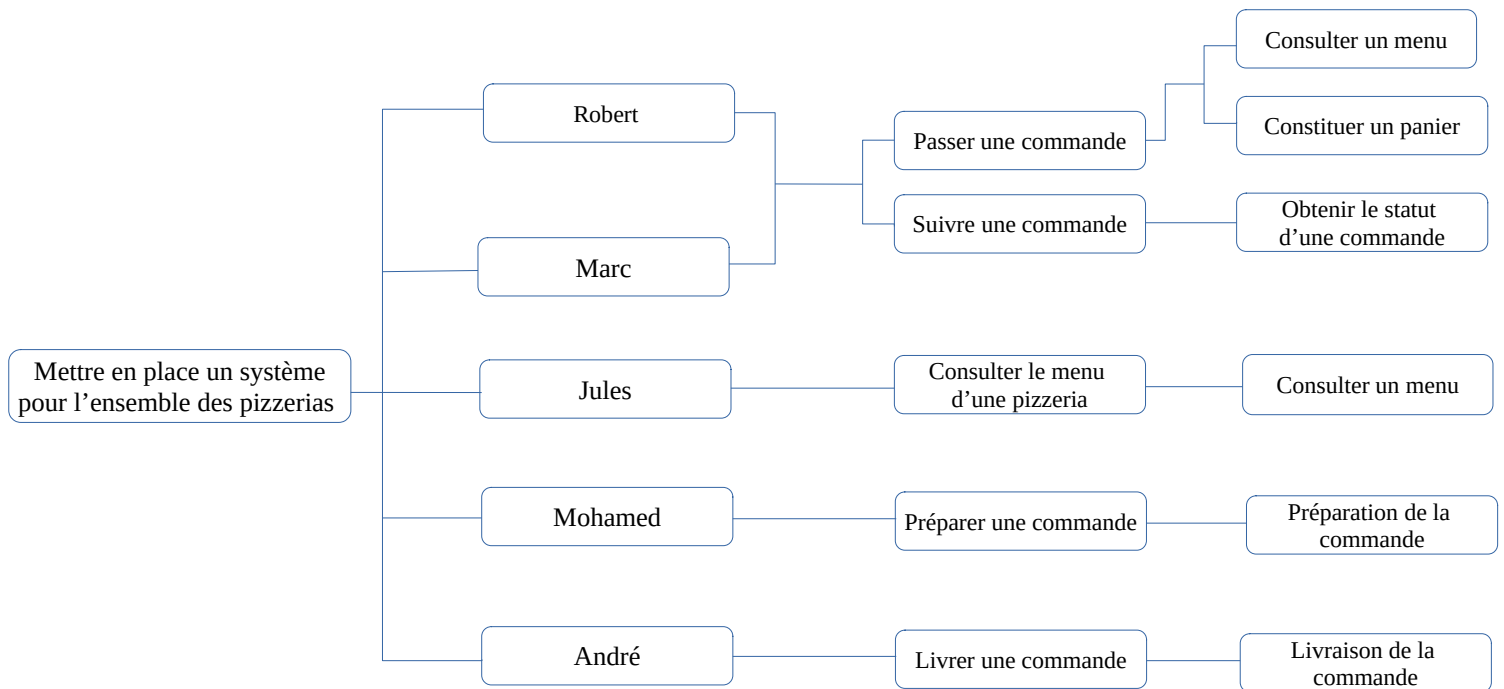 Consulter un menu
Robert
Constituer un panier
Passer une commande
Suivre une commande
Obtenir le statut
d’une commande
Marc
Mettre en place un système
pour l’ensemble des pizzerias
Jules
Consulter le menu
d’une pizzeria
Consulter un menu
Mohamed
Préparer une commande
Préparation de la
commande
André
Livrer une commande
Livraison de la
commande